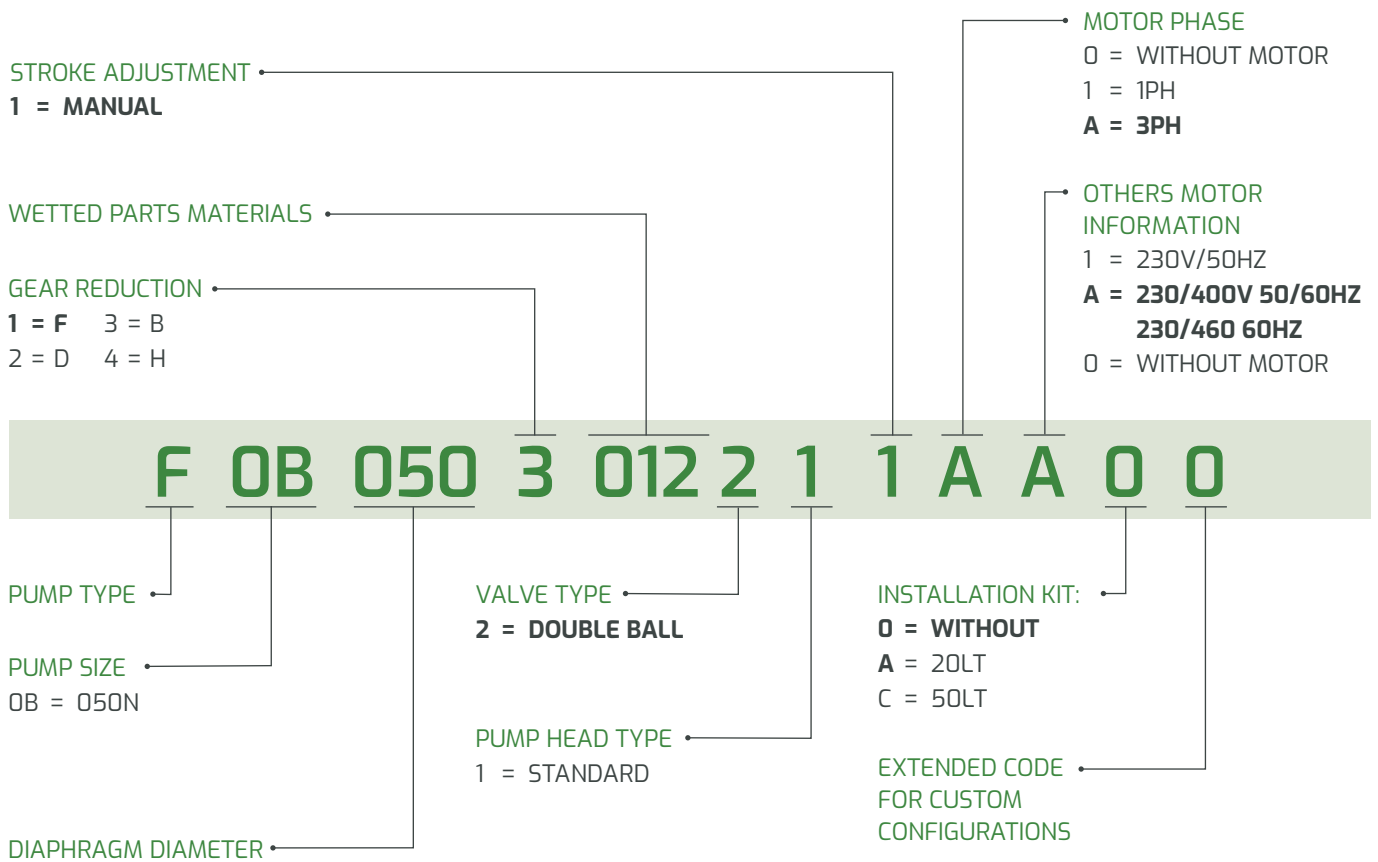 MOTOR PHASE
0 = WITHOUT MOTOR
1 = 1PH
A = 3PH
STROKE ADJUSTMENT
1 = MANUAL
OTHERS MOTOR
INFORMATION
1 = 230V/50HZ
A = 230/400V 50/60HZ
230/460 60HZ
0 = WITHOUT MOTOR
WETTED PARTS MATERIALS
GEAR REDUCTION
1 = F 3 = B
2 = D 4 = H
F 0B 050 3 012 2 1 1 A A 0 0
PUMP TYPE
PUMP SIZE
0B = 050N
DIAPHRAGM DIAMETER
VALVE TYPE
2 = DOUBLE BALL
PUMP HEAD TYPE
1 = STANDARD
INSTALLATION KIT:
0 = WITHOUT
A = 20LT
C = 50LT
EXTENDED CODE
FOR CUSTOM
CONFIGURATIONS